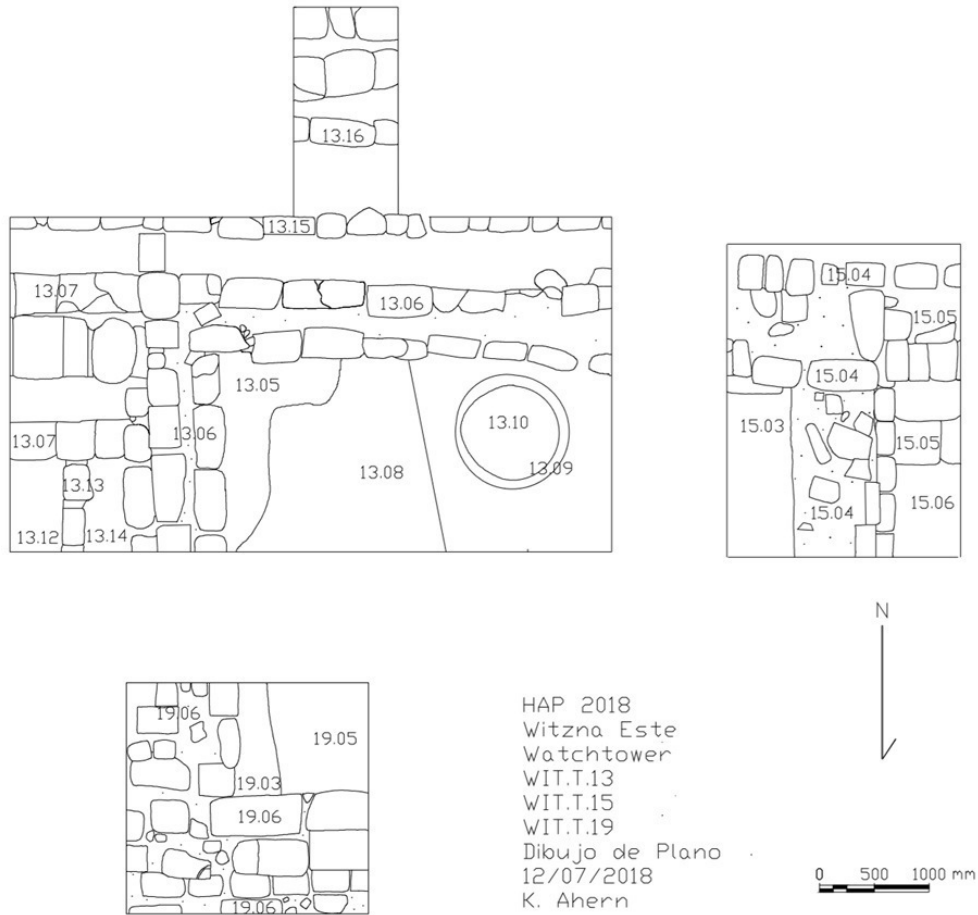 13.16
13.15
13.07
13.06
13.05
13.07
13.06
13.10
13.08
13.09
13.13
13.12
13.14
15.04
15.05
15.04
15.03
15.05
15.04
15.06
N
19.06
19.05
19.03
19.06
19.06
HAP 2018
Witzna Este
Watchtower
WIT.T.13
WIT.T.15
WIT.T.19
Dibujo de Plano
12/07/2018
K. Ahern
0 500 1000 mm